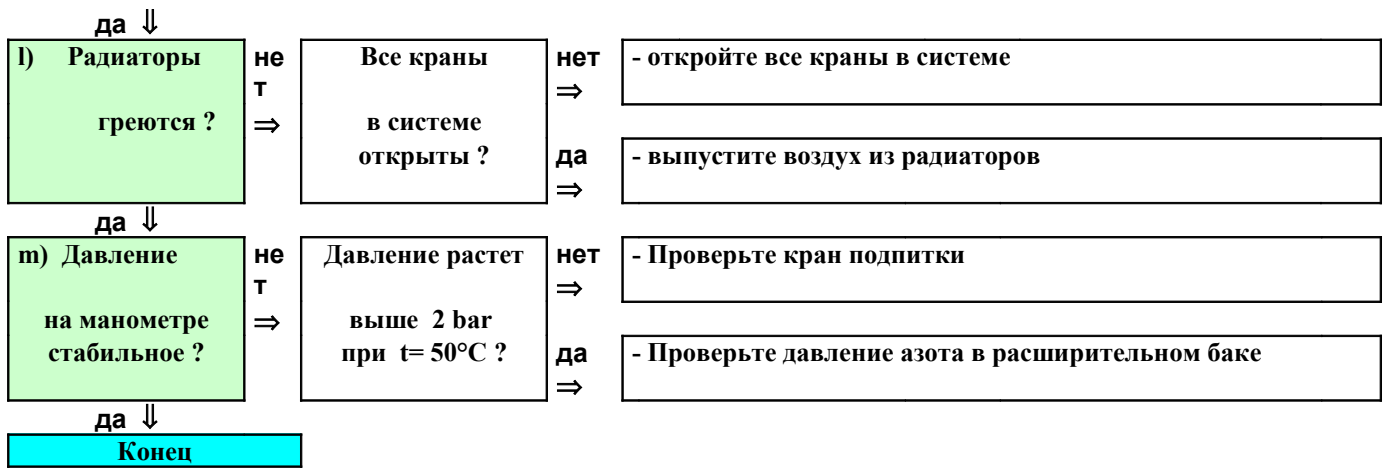 да ⇓
l) Радиаторы
греются ?
не
т
⇒
Все краны
в системе
открыты ?
нет
⇒
- откройте все краны в системе
да
⇒
- выпустите воздух из радиаторов
да ⇓
m) Давление
на манометре
стабильное ?
не
т
⇒
Давление растет
выше 2 bar
при t= 50°C ?
нет
⇒
- Проверьте кран подпитки
да
⇒
- Проверьте давление азота в расширительном баке
да ⇓
Конец